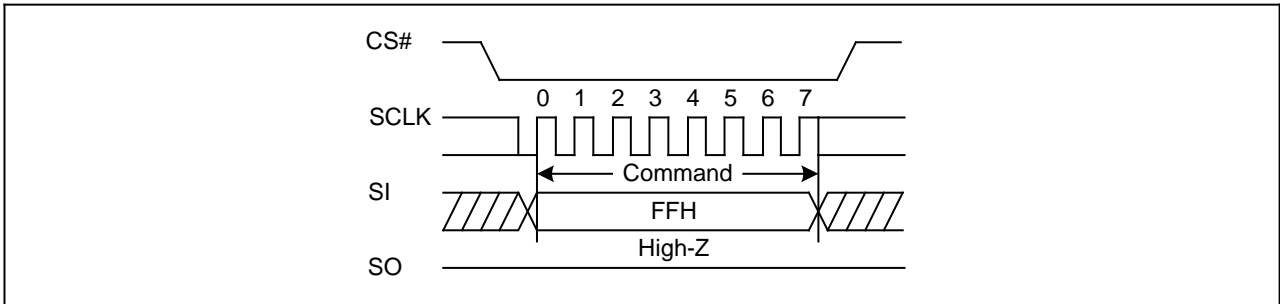 CS#
0 1 2 3 4 5 6 7
SCLK
Command
SI
FFH
High-Z
SO